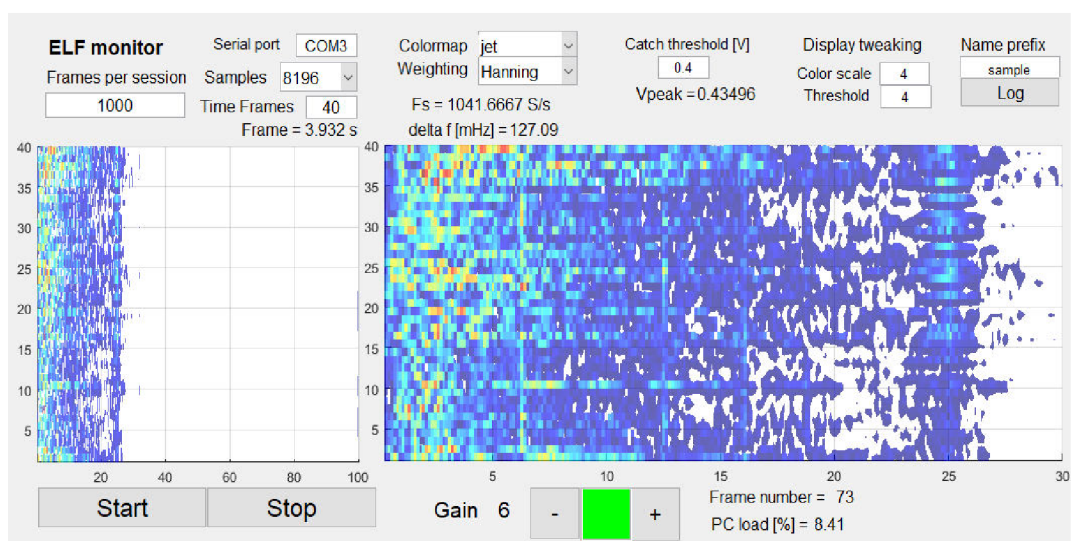 ELF monitor
Serial port COM3
Frames per session
Samples 8196
1000
Time Frames 40
Frame = 3.932 s
Colormap jet
Weighting Hanning
Fs = 1041.6667 S/s
delta f [mHz] = 127.09
Catch threshold [V]
0.4
Vpeak = 0.43496
Display tweaking
Color scale 4
Threshold 4
Name prefix
sample
Log
40
35
30
25
20
15
10
5
20 40 60 80 100
40
35
30
25
20
15
10
5
5 10 15 20 25 30
Start Stop
Gain 6 - +
Frame number = 73
PC load [%] = 8.41